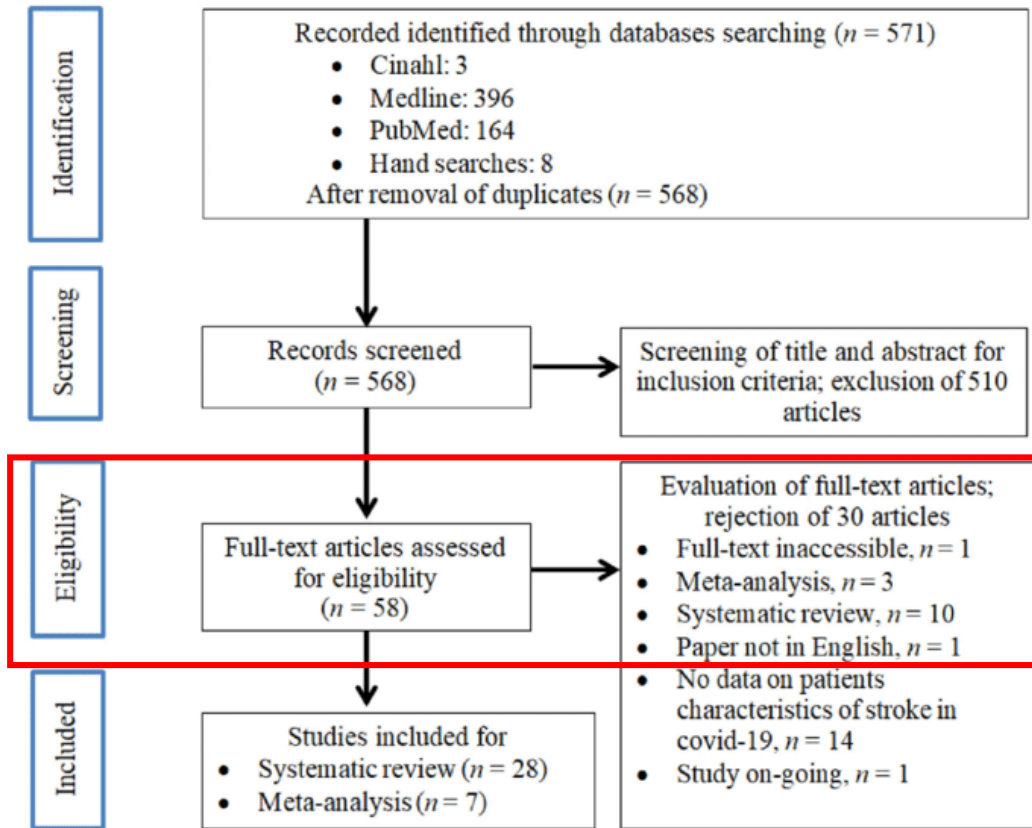 Identification
Recorded identified through databases searching (n = 571)
• Cinahl: 3
• Medline: 396
• PubMed: 164
• Hand searches: 8
After removal of duplicates (n = 568)
Screening
Records screened
(n = 568)
Screening of title and abstract for
inclusion criteria; exclusion of 510
articles
Eligibility
Full-text articles assessed
for eligibility
(n = 58)
Evaluation of full-text articles;
rejection of 30 articles
• Full-text inaccessible, n = 1
• Meta-analysis, n = 3
• Systematic review, n = 10
• Paper not in English, n = 1
• No data on patients
characteristics of stroke in
covid-19, n = 14
• Study on-going, n = 1
Included
Studies included for
• Systematic review (n = 28)
• Meta-analysis (n = 7)